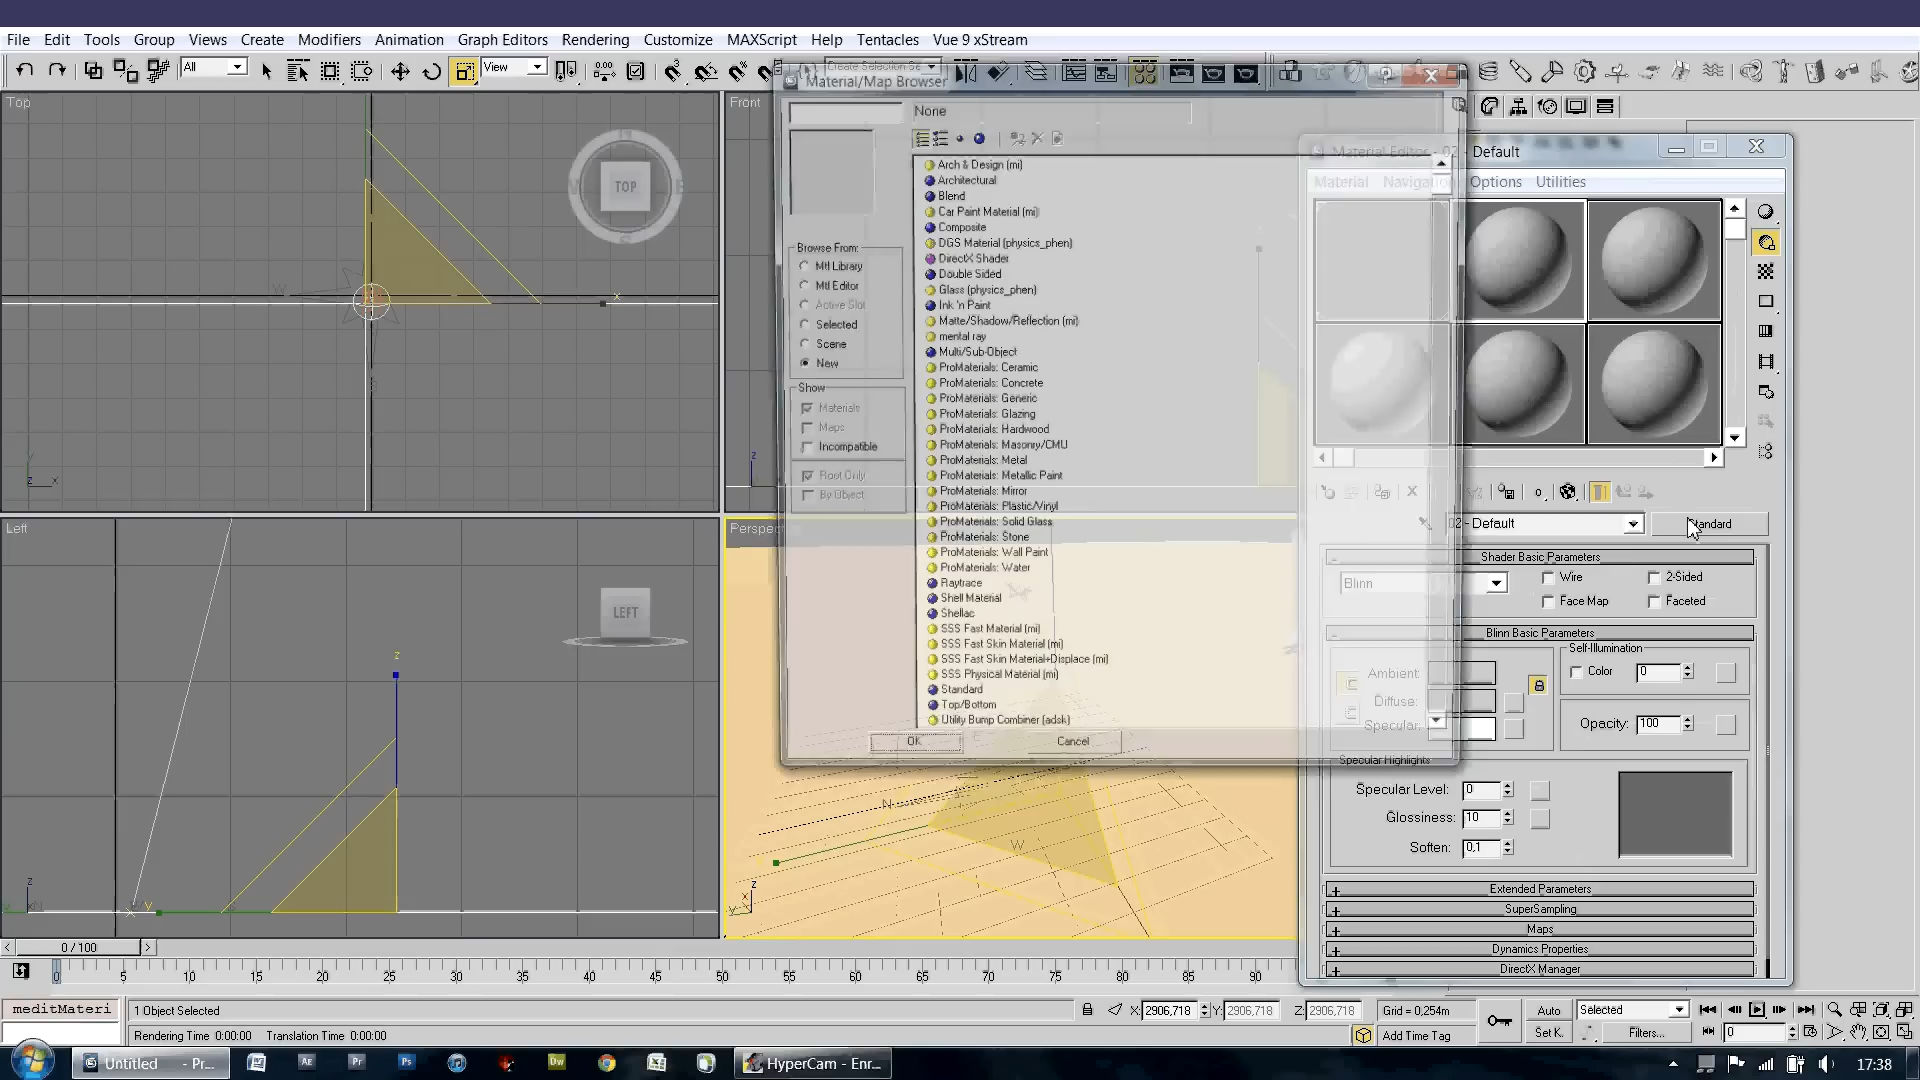 File Edit Tools Group Views Create Modifiers Animation Graph Editors Rendering Customize MAXScript Help Tentacles Vue 9 xStream
All
View
Create Selection Se
Top
TOP
Front
Left
LEFT
Perspec
Material/Map Browser
None
Arch & Design (mi)
Architectural
Blend
Car Paint Material (mi)
Composite
DGS Material (physics_phen)
DirectX Shader
Double Sided
Glass (physics_phen)
Ink 'n Paint
Matte/Shadow/Reflection (mi)
mental ray
Multi/Sub-Object
ProMaterials: Ceramic
ProMaterials: Concrete
ProMaterials: Generic
ProMaterials: Glazing
ProMaterials: Hardwood
ProMaterials: Masonry/CMU
ProMaterials: Metal
ProMaterials: Metallic Paint
ProMaterials: Mirror
ProMaterials: Plastic/Vinyl
ProMaterials: Solid Glass
ProMaterials: Stone
ProMaterials: Wall Paint
ProMaterials: Water
Raytrace
Shell Material
Shellac
SSS Fast Material (mi)
SSS Fast Skin Material (mi)
SSS Fast Skin Material+Displace (mi)
SSS Physical Material (mi)
Standard
Top/Bottom
Utility Bump Combiner (adsk)
Browse From:
Mtl Library
Mtl Editor
Active Slot
Selected
Scene
New
Show
Materials
Maps
Incompatible
Root Only
By Object
OK Cancel
Material Editor - 02 - Default
Material Navigation Options Utilities
02 - Default
Standard
Shader Basic Parameters
Blinn
Wire 2-Sided
Face Map Faceted
Blinn Basic Parameters
Self-Illumination
Ambient: Color 0
Diffuse:
Specular: Opacity: 100
Specular Highlights
Specular Level: 0
Glossiness: 10
Soften: 0,1
Extended Parameters
SuperSampling
Maps
Dynamics Properties
DirectX Manager
0 / 100
0 5 10 15 20 25 30 35 40 45 50 55 60 65 70 75 80 85 90
meditMateri
1 Object Selected
X: 2906,718 Y: 2906,718 Z: 2906,718 Grid = 0,254m
Auto Selected
Rendering Time 0:00:00 Translation Time 0:00:00
Add Time Tag
Set K. Filters... 0
Untitled - Pr...
AE Pr Ps Dw
HyperCam - Enr...
17:38